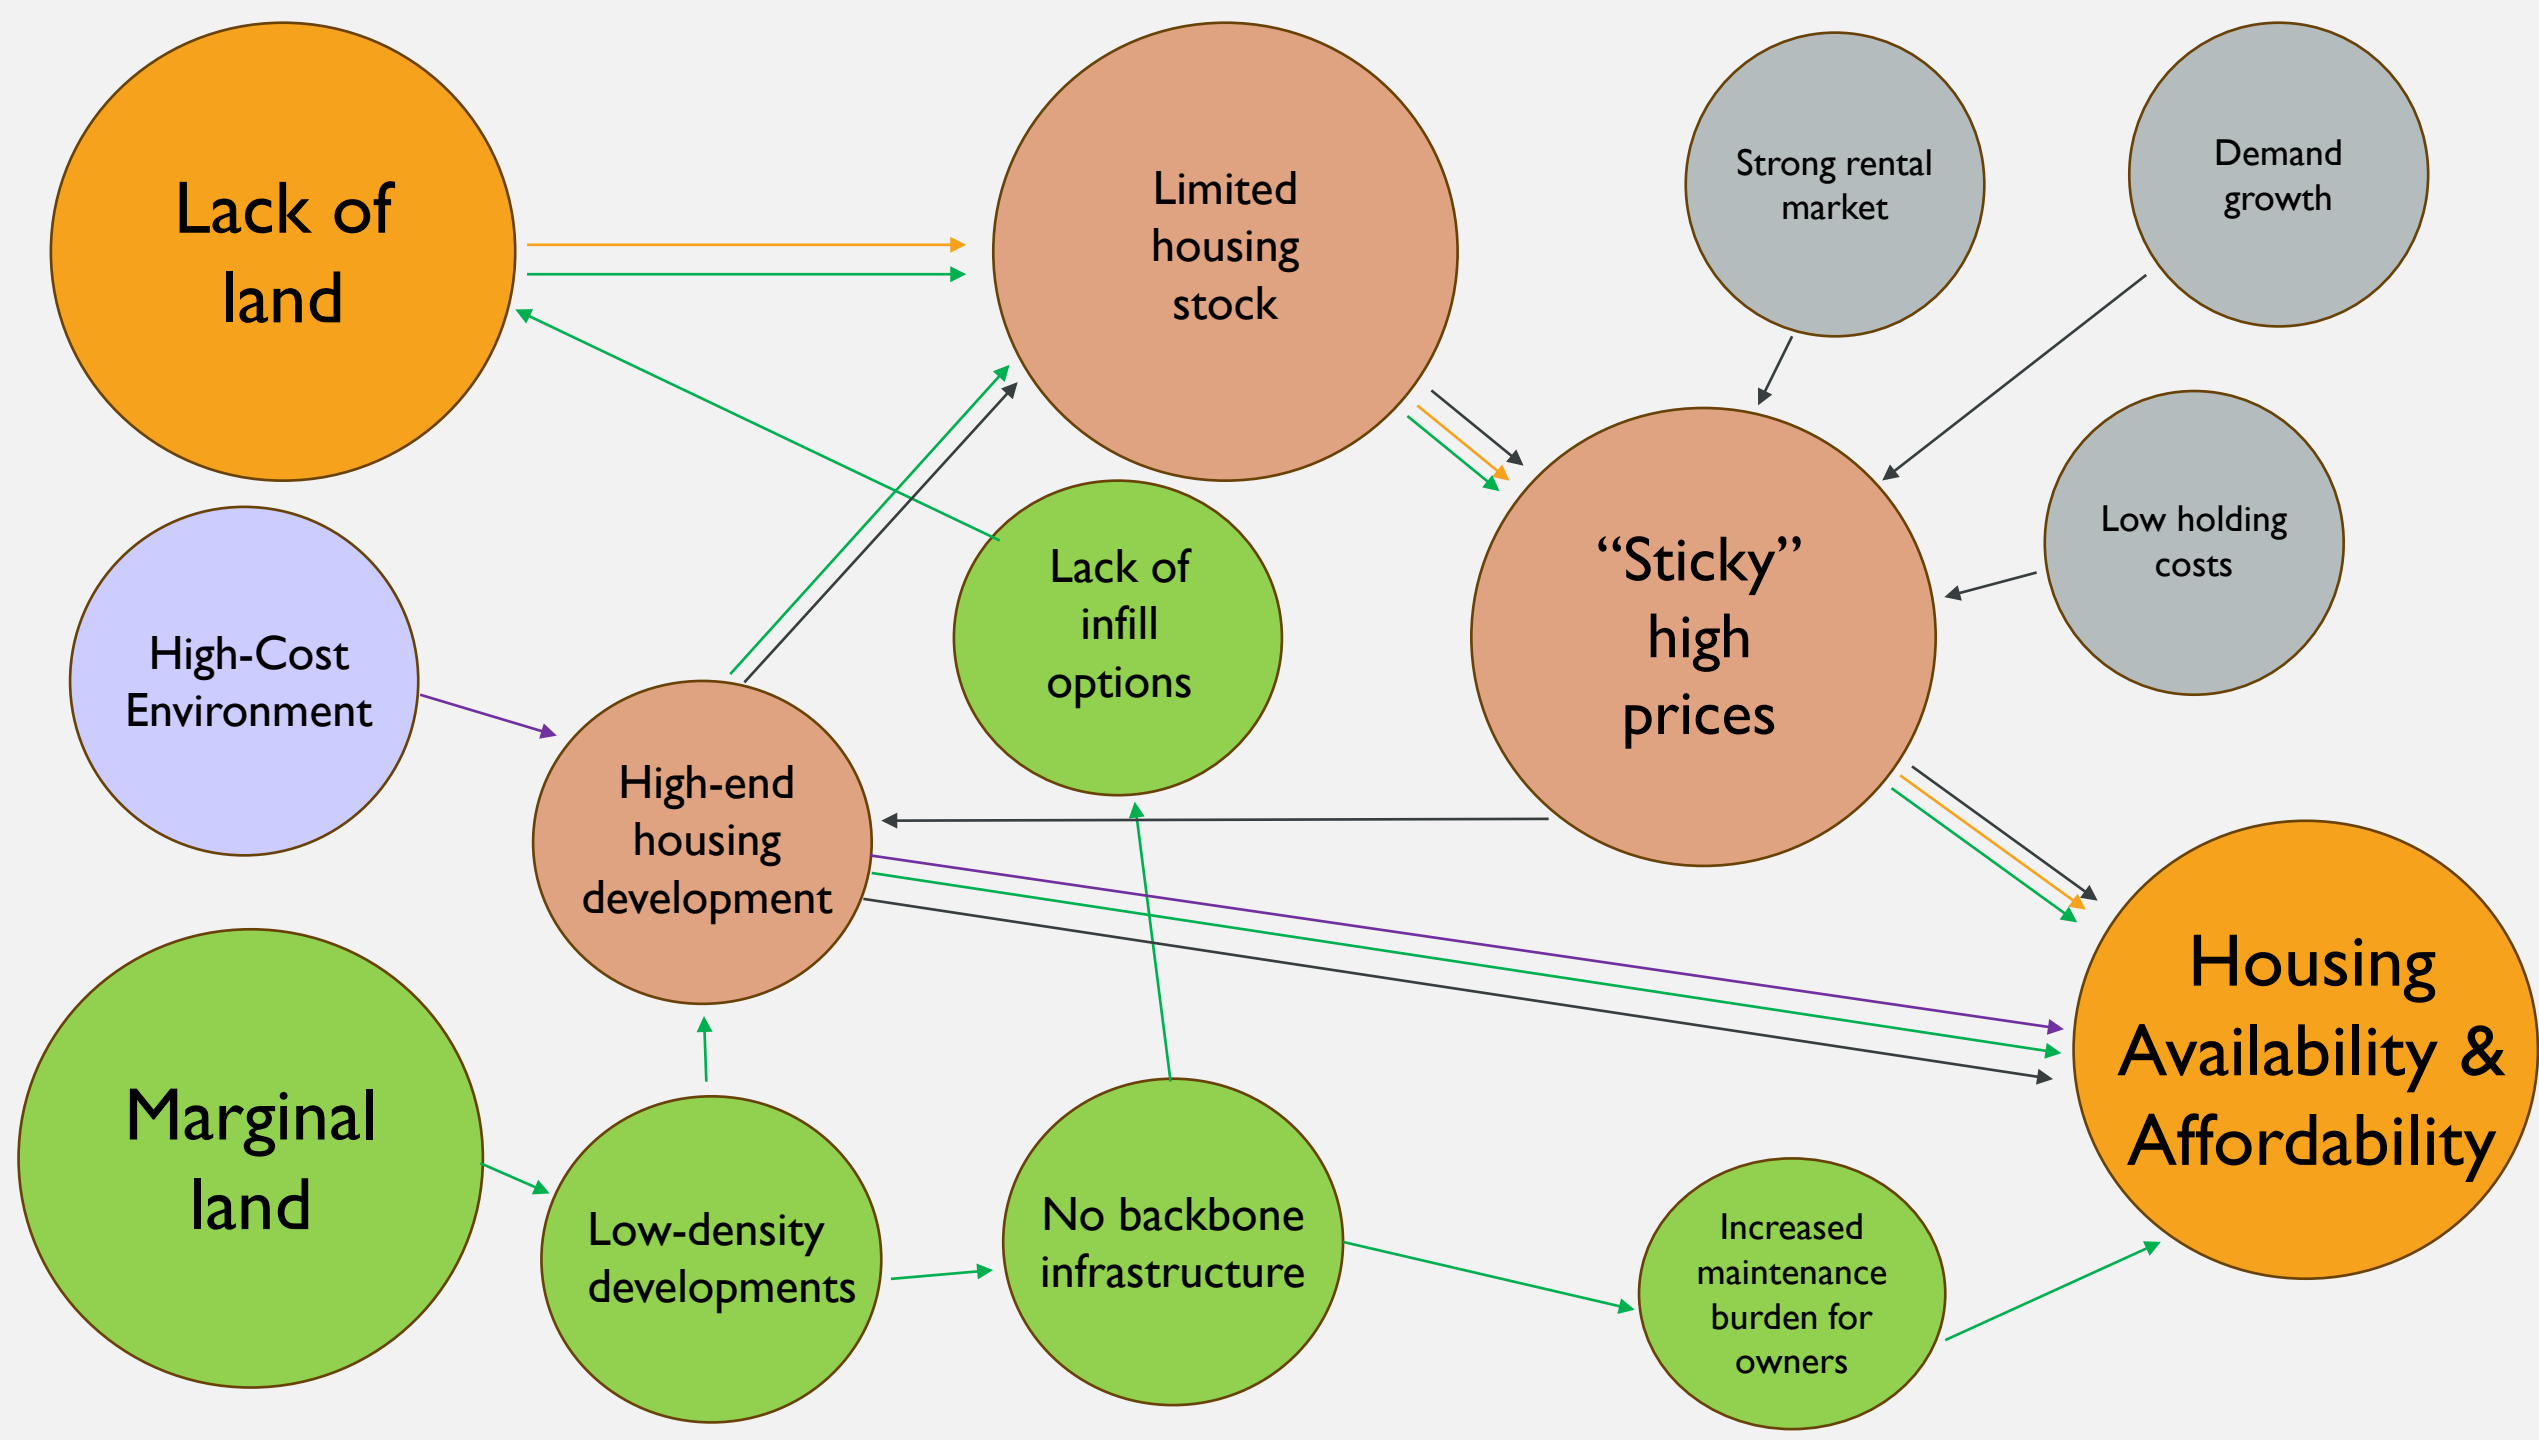 Lack of
land
Limited
housing
stock
Strong rental
market
Demand
growth
High-Cost
Environment
Lack of
infill
options
“Sticky”
high
prices
Low holding
costs
High-end
housing
development
Marginal
land
Low-density
developments
No backbone
infrastructure
Increased
maintenance
burden for
owners
Housing
Availability &
Affordability